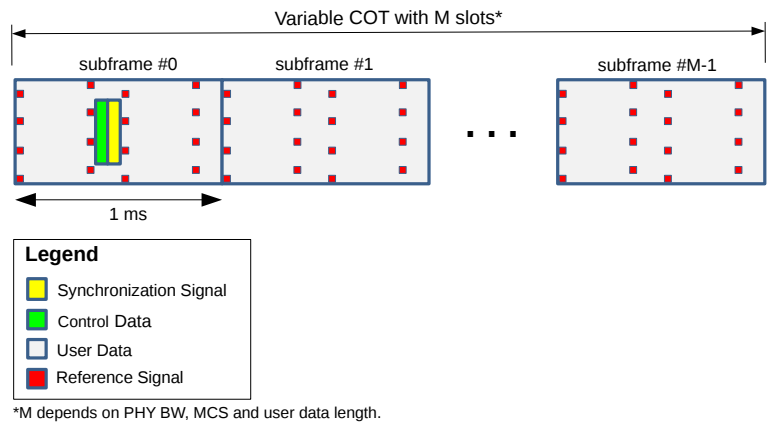 Variable COT with M slots*
subframe #0
subframe #1
subframe #M-1
. . .
1 ms
Legend
Synchronization Signal
Control Data
User Data
Reference Signal
*M depends on PHY BW, MCS and user data length.